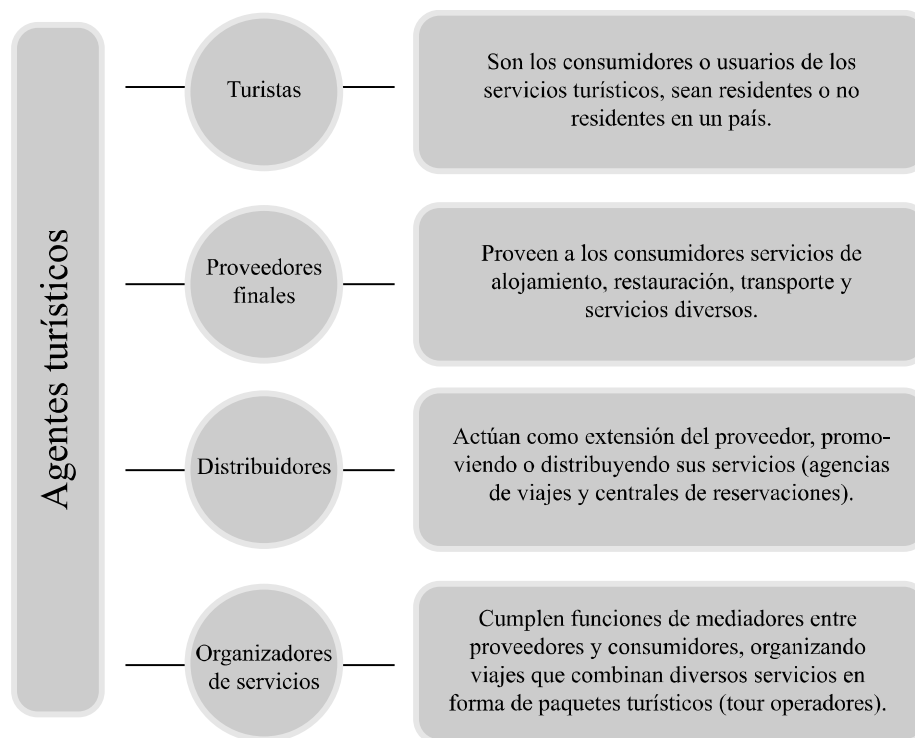 Agentes turísticos
Turistas
Son los consumidores o usuarios de los
servicios turísticos, sean residentes o no
residentes en un país.
Proveedores
finales
Proveen a los consumidores servicios de
alojamiento, restauración, transporte y
servicios diversos.
Distribuidores
Actúan como extensión del proveedor, promo-
viendo o distribuyendo sus servicios (agencias
de viajes y centrales de reservaciones).
Organizadores
de servicios
Cumplen funciones de mediadores entre
proveedores y consumidores, organizando
viajes que combinan diversos servicios en
forma de paquetes turísticos (tour operadores).